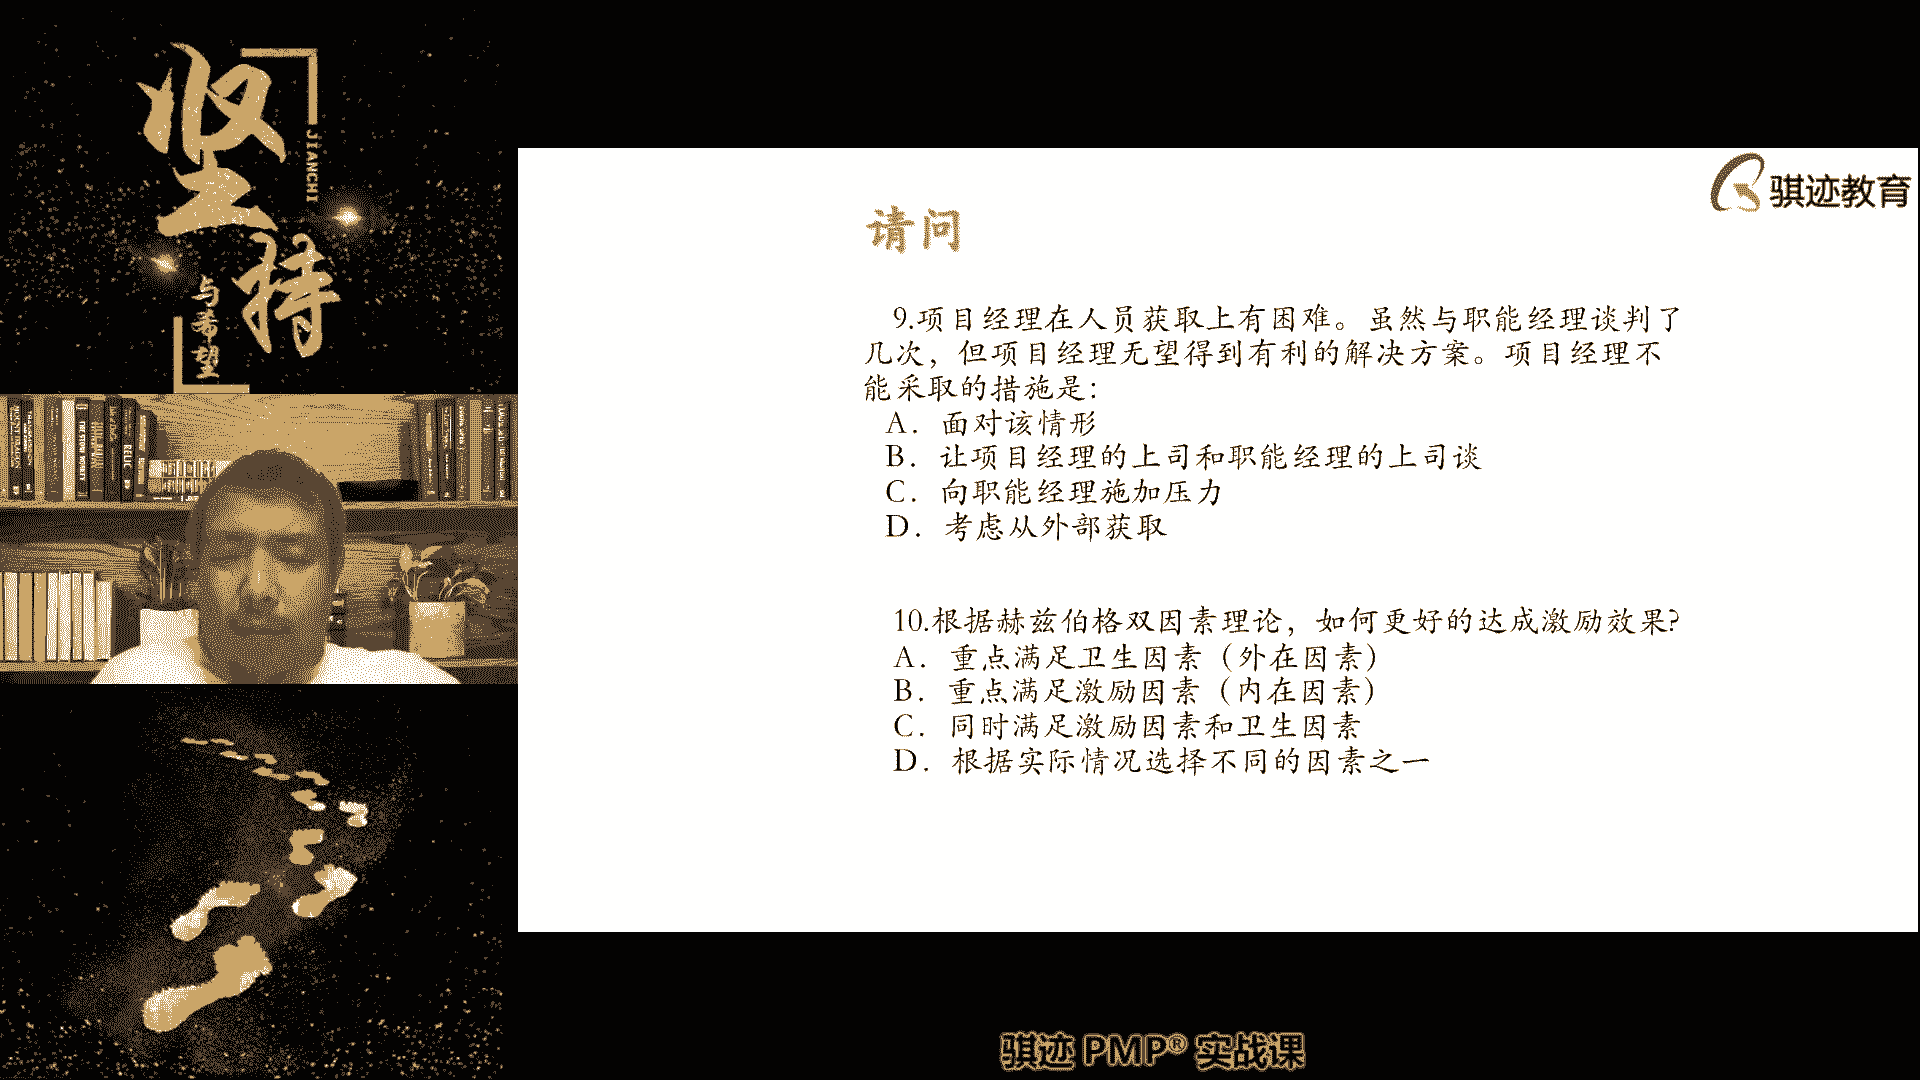 坚持
JIANCHI
与希望
骐迹教育
请问
9.项目经理在人员获取上有困难。虽然与职能经理谈判了
几次，但项目经理无望得到有利的解决方案。项目经理不
能采取的措施是：
A．面对该情形
B．让项目经理的上司和职能经理的上司谈
C．向职能经理施加压力
D．考虑从外部获取
10.根据赫兹伯格双因素理论，如何更好的达成激励效果?
A．重点满足卫生因素（外在因素）
B．重点满足激励因素（内在因素）
C．同时满足激励因素和卫生因素
D．根据实际情况选择不同的因素之一
骐迹 PMP® 实战课